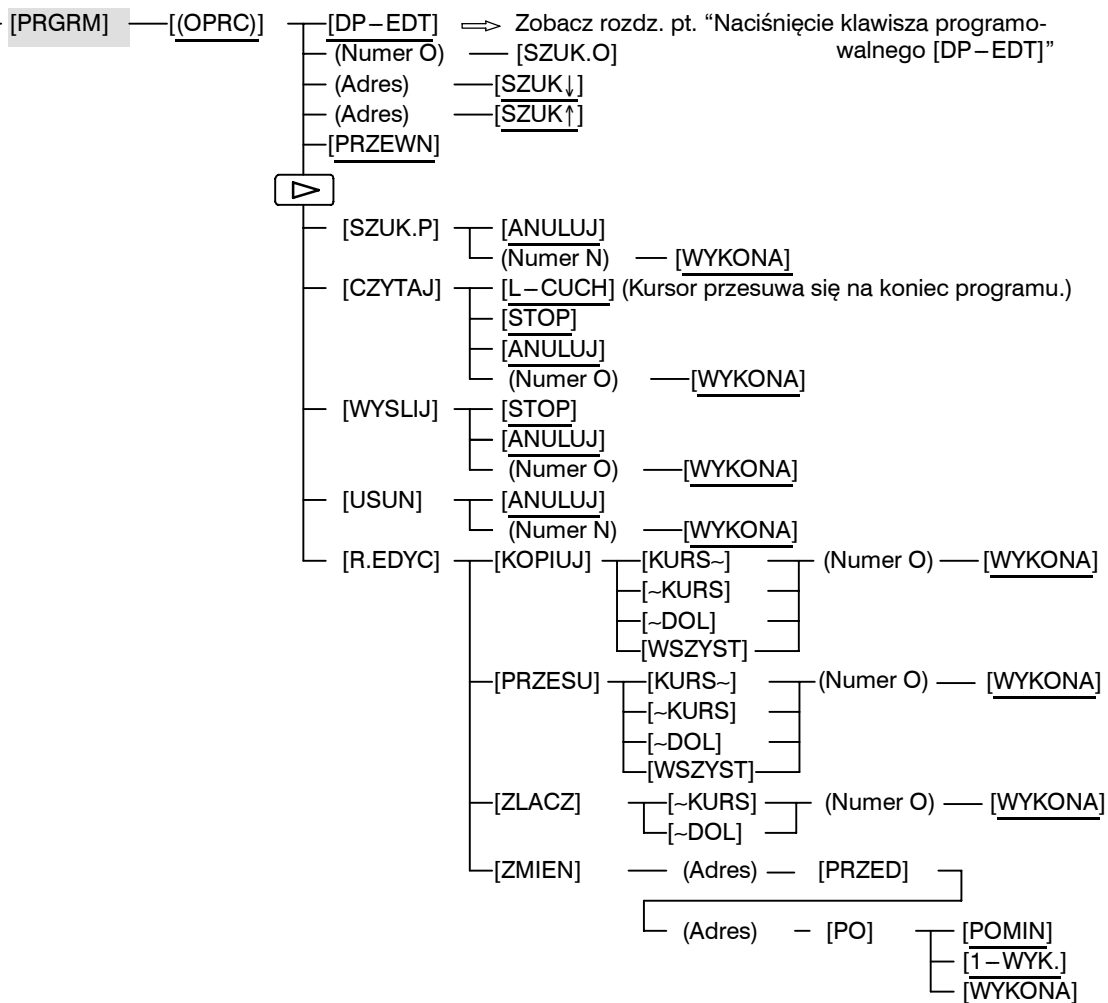 [PRGRM] [(OPRC)] [DP–EDT] ⇒ Zobacz rozdz. pt. “Naciśnięcie klawisza programo-
(Numer O) [SZUK.O] walnego [DP–EDT]”
(Adres) [SZUK↓]
(Adres) [SZUK↑]
[PRZEWN]
[SZUK.P] [ANULUJ]
(Numer N) [WYKONA]
[CZYTAJ] [L–CUCH] (Kursor przesuwa się na koniec programu.)
[STOP]
[ANULUJ]
(Numer O) [WYKONA]
[WYSLIJ] [STOP]
[ANULUJ]
(Numer O) [WYKONA]
[USUN] [ANULUJ]
(Numer N) [WYKONA]
[R.EDYC] [KOPIUJ] [KURS~] (Numer O) [WYKONA]
[~KURS]
[~DOL]
[WSZYST]
[PRZESU] [KURS~] (Numer O) [WYKONA]
[~KURS]
[~DOL]
[WSZYST]
[ZLACZ] [~KURS] (Numer O) [WYKONA]
[~DOL]
[ZMIEN] (Adres) [PRZED]
(Adres) [PO] [POMIN]
[1–WYK.]
[WYKONA]